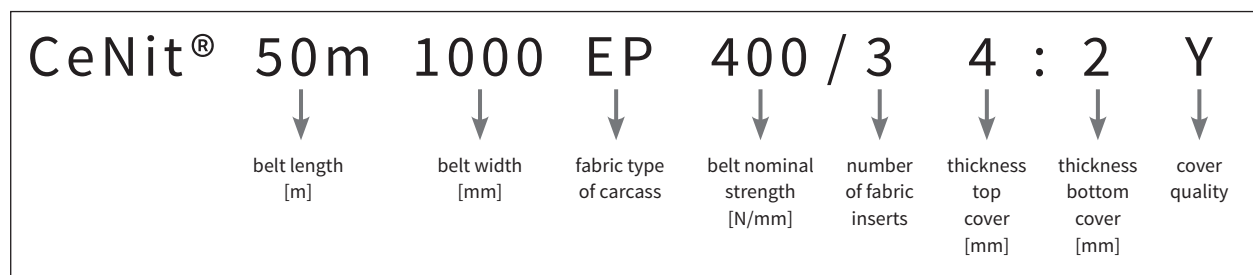 CeNit® 50m 1000 EP 400 / 3 4 : 2 Y
belt length
[m]
belt width
[mm]
fabric type
of carcass
belt nominal
strength
[N/mm]
number
of fabric
inserts
thickness
top
cover
[mm]
thickness
bottom
cover
[mm]
cover
quality